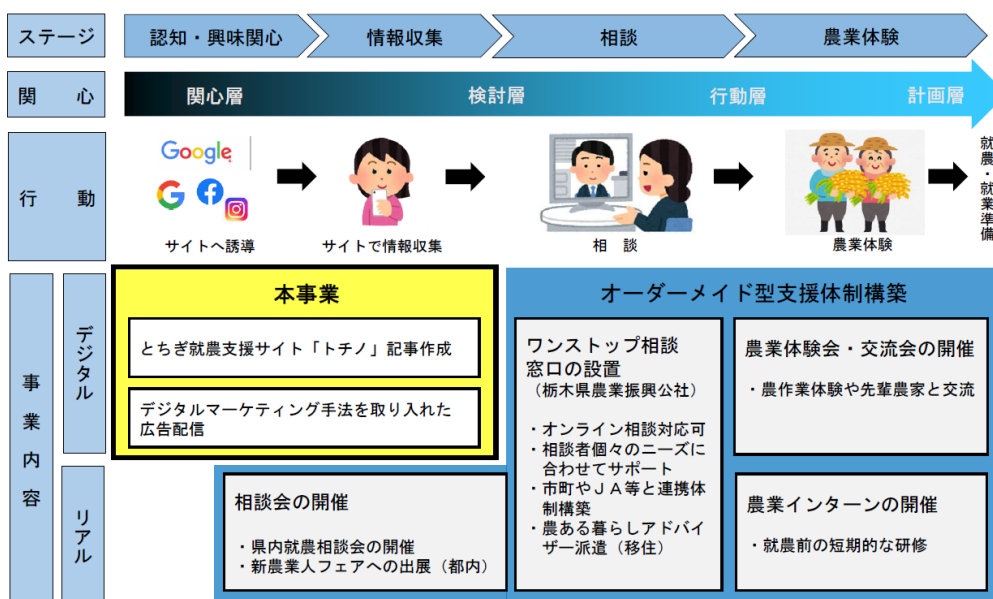 ステージ
認知・興味関心
情報収集
相談
農業体験
関　心
関心層
検討層
行動層
計画層
行　動
Google
G
サイトへ誘導
サイトで情報収集
相　談
農業体験
就農・就業準備
事業内容
デジタル
本事業
とちぎ就農支援サイト「トチノ」記事作成
デジタルマーケティング手法を取り入れた
広告配信
オーダーメイド型支援体制構築
ワンストップ相談
窓口の設置
（栃木県農業振興公社）
・オンライン相談対応可
・相談者個々のニーズに
合わせてサポート
・市町やＪＡ等と連携体
制構築
・農ある暮らしアドバイ
ザー派遣（移住）
農業体験会・交流会の開催
・農作業体験や先輩農家と交流
リアル
相談会の開催
・県内就農相談会の開催
・新農業人フェアへの出展（都内）
農業インターンの開催
・就農前の短期的な研修